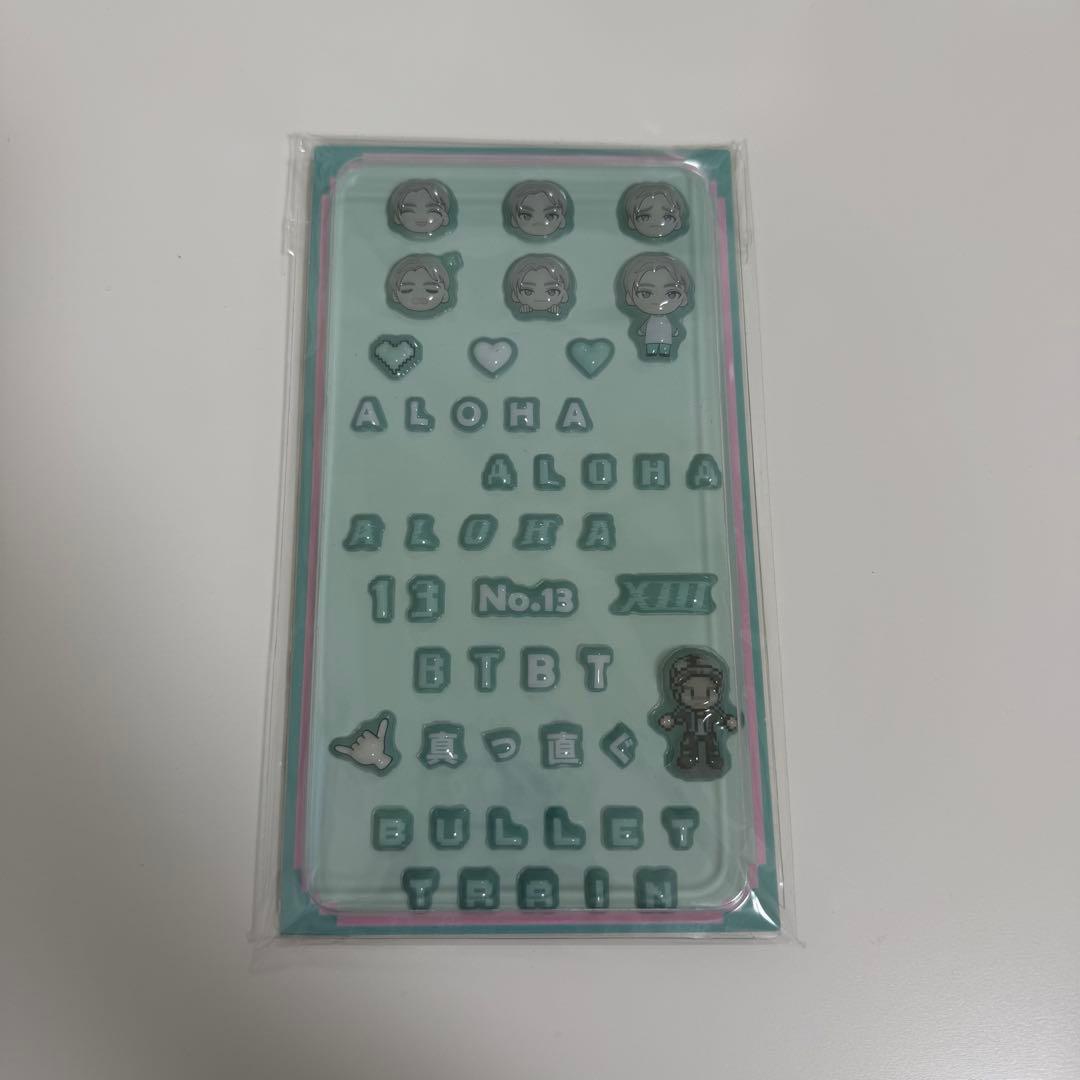 ALOHA
ALOHA
ALOHA
13 No.13 XIII
BTBT
真っ直ぐ
BULLET
TRAIN